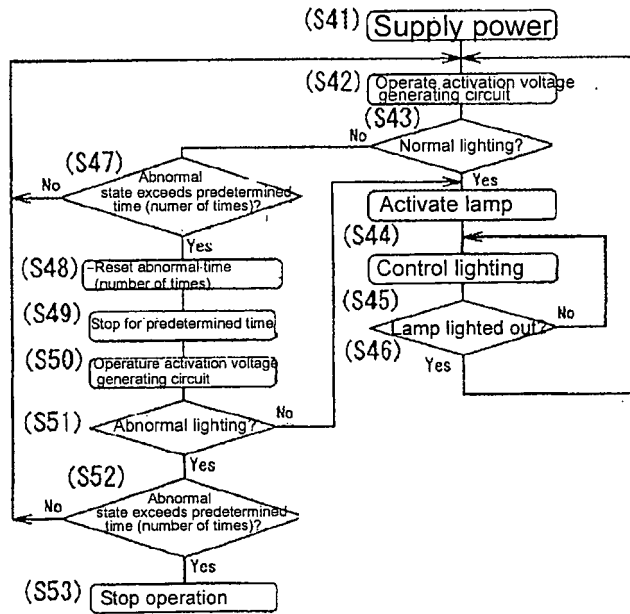 (S41) Supply power
(S42) Operate activation voltage
generating circuit
(S43)
No
Normal lighting?
(S47)
Yes
Abnormal
state exceeds predetermined
time (numer of times)?
No
Activate lamp
(S44)
Yes
(S48) Reset abnormal time
(number of times)
Control lighting
(S45)
(S49) Stop for predetermined time
Lamp lighted out?
No
(S46)
(S50) Operature activation voltage
generating circuit
Yes
(S51) Abnormal lighting?
No
Yes
(S52)
Abnormal
state exceeds predetermined
time (number of times)?
No
Yes
(S53) Stop operation